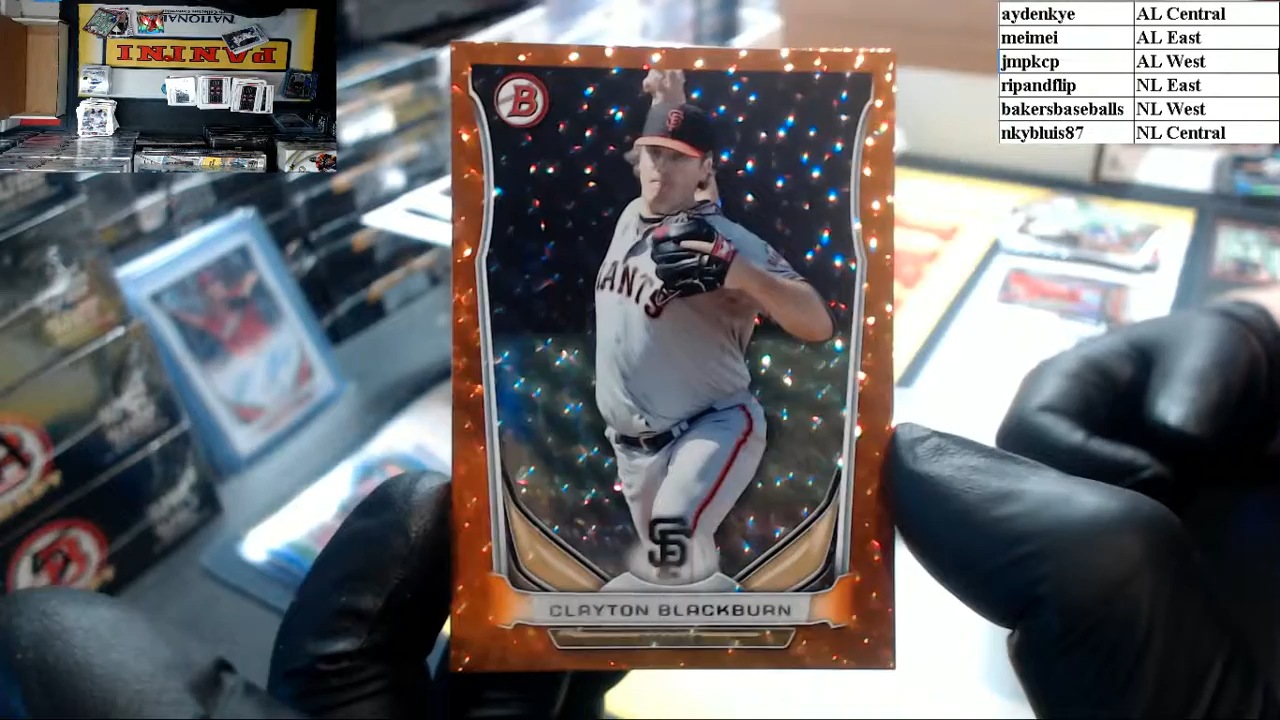 aydenkye AL Central
meimei AL East
jmpkcp AL West
ripandflip NL East
bakersbaseballs NL West
nkybluis87 NL Central
NATIONAL
PANINI
B
SF
GIANTS
SF
CLAYTON BLACKBURN